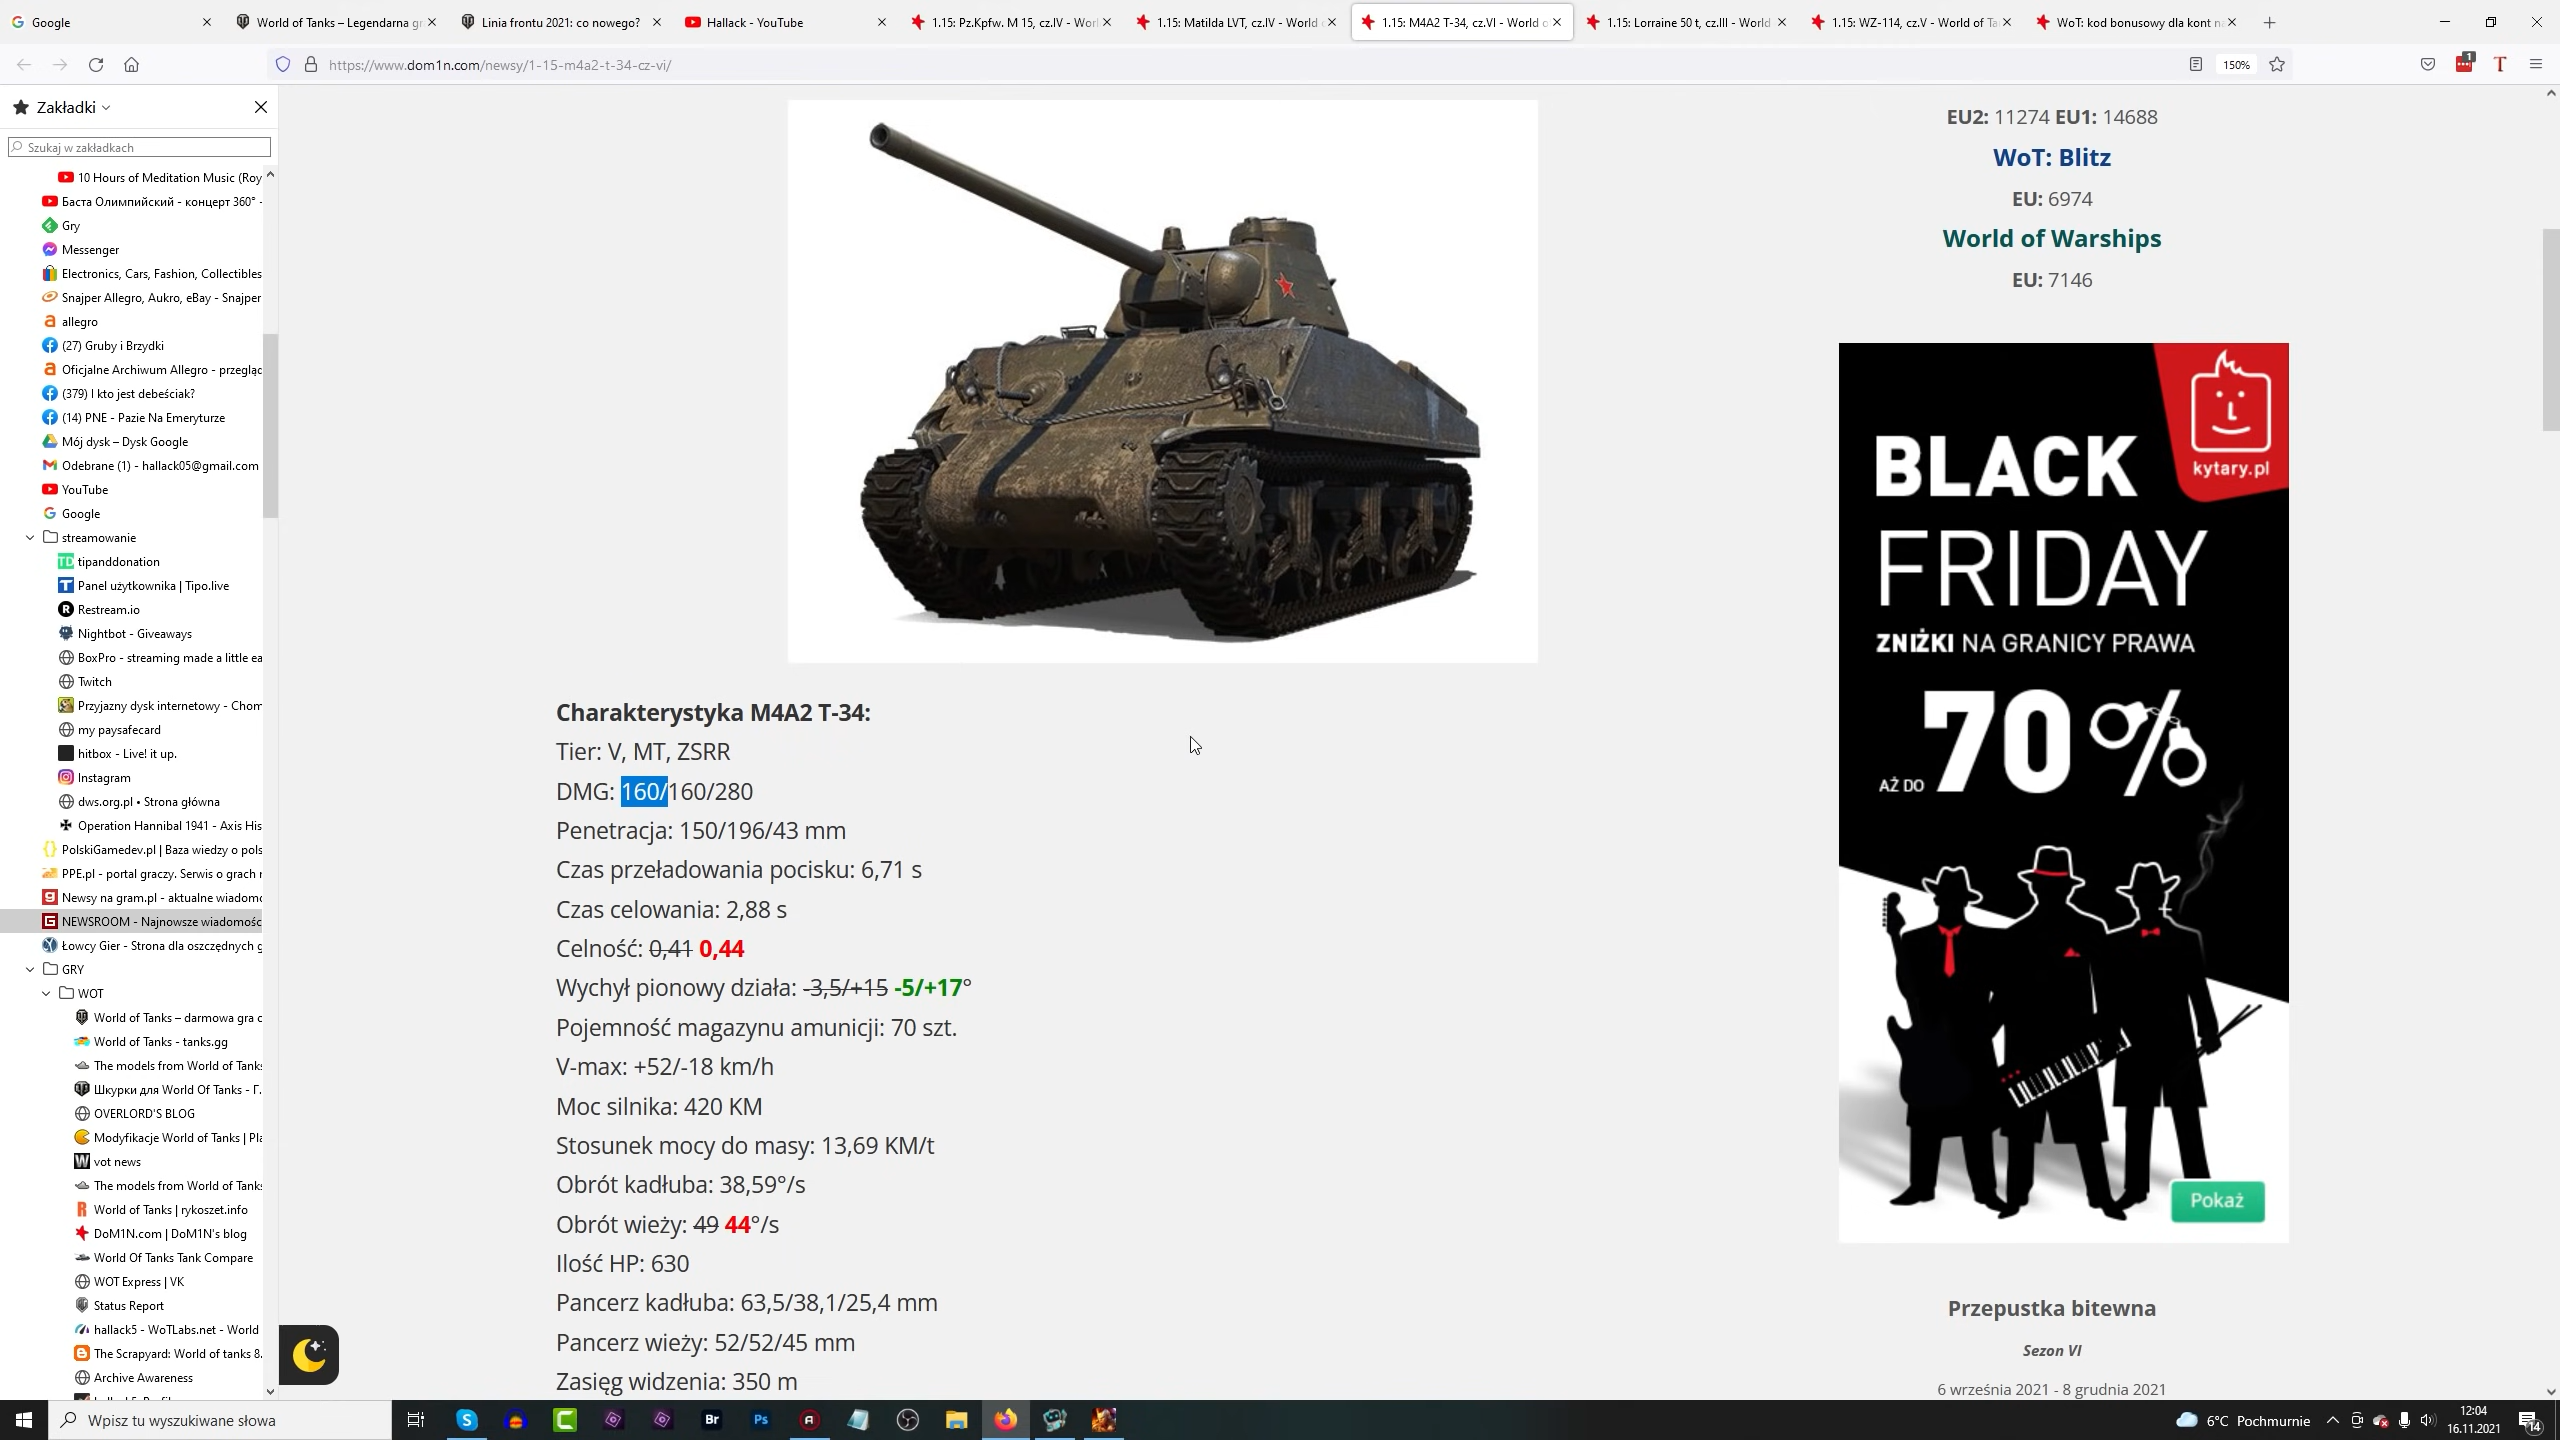 Google
World of Tanks – Legendarna gr
Linia frontu 2021: co nowego?
Hallack - YouTube
1.15: Pz.Kpfw. M 15, cz.IV - Worl
1.15: Matilda LVT, cz.IV - World o
1.15: M4A2 T-34, cz.VI - World o
1.15: Lorraine 50 t, cz.III - World
1.15: WZ-114, cz.V - World of Ta
WoT: kod bonusowy dla kont n
https://www.dom1n.com/newsy/1-15-m4a2-t-34-cz-vi/
150%
1
T
Zakładki
Szukaj w zakładkach
10 Hours of Meditation Music (Roy
Баста Олимпийский - концерт 360° -
Gry
Messenger
Electronics, Cars, Fashion, Collectibles
Snajper Allegro, Aukro, eBay - Snajper
allegro
(27) Gruby i Brzydki
Oficjalne Archiwum Allegro - przegląd
(379) I kto jest debeściak?
(14) PNE - Pazie Na Emeryturze
Mój dysk – Dysk Google
Odebrane (1) - hallack05@gmail.com
YouTube
Google
streamowanie
tipanddonation
Panel użytkownika | Tipo.live
Restream.io
Nightbot - Giveaways
BoxPro - streaming made a little ea
Twitch
Przyjazny dysk internetowy - Chom
my paysafecard
hitbox - Live! it up.
Instagram
dws.org.pl • Strona główna
Operation Hannibal 1941 - Axis His
PolskiGamedev.pl | Baza wiedzy o pols
PPE.pl - portal graczy. Serwis o grach
Newsy na gram.pl - aktualne wiadomo
NEWSROOM - Najnowsze wiadomośc
Łowcy Gier - Strona dla oszczędnych g
GRY
WOT
World of Tanks – darmowa gra o
World of Tanks - tanks.gg
The models from World of Tanks
Шкурки для World Of Tanks - Г.
OVERLORD'S BLOG
Modyfikacje World of Tanks | Pla
vot news
The models from World of Tanks
World of Tanks | rykoszet.info
DoM1N.com | DoM1N's blog
World Of Tanks Tank Compare
WOT Express | VK
Status Report
hallack5 - WoTLabs.net - World
The Scrapyard: World of tanks 8.
Archive Awareness
Charakterystyka M4A2 T-34:
Tier: V, MT, ZSRR
DMG: 160/160/280
Penetracja: 150/196/43 mm
Czas przeładowania pocisku: 6,71 s
Czas celowania: 2,88 s
Celność: 0,41 0,44
Wychył pionowy działa: -3,5/+15 -5/+17°
Pojemność magazynu amunicji: 70 szt.
V-max: +52/-18 km/h
Moc silnika: 420 KM
Stosunek mocy do masy: 13,69 KM/t
Obrót kadłuba: 38,59°/s
Obrót wieży: 49 44°/s
Ilość HP: 630
Pancerz kadłuba: 63,5/38,1/25,4 mm
Pancerz wieży: 52/52/45 mm
Zasięg widzenia: 350 m
EU2: 11274 EU1: 14688
WoT: Blitz
EU: 6974
World of Warships
EU: 7146
kytary.pl
BLACK
FRIDAY
ZNIŻKI NA GRANICY PRAWA
AŻ DO 70%
Pokaż
Przepustka bitewna
Sezon VI
6 września 2021 - 8 grudnia 2021
Wpisz tu wyszukiwane słowa
Br
Ps
6°C Pochmurnie
12:04
16.11.2021
14